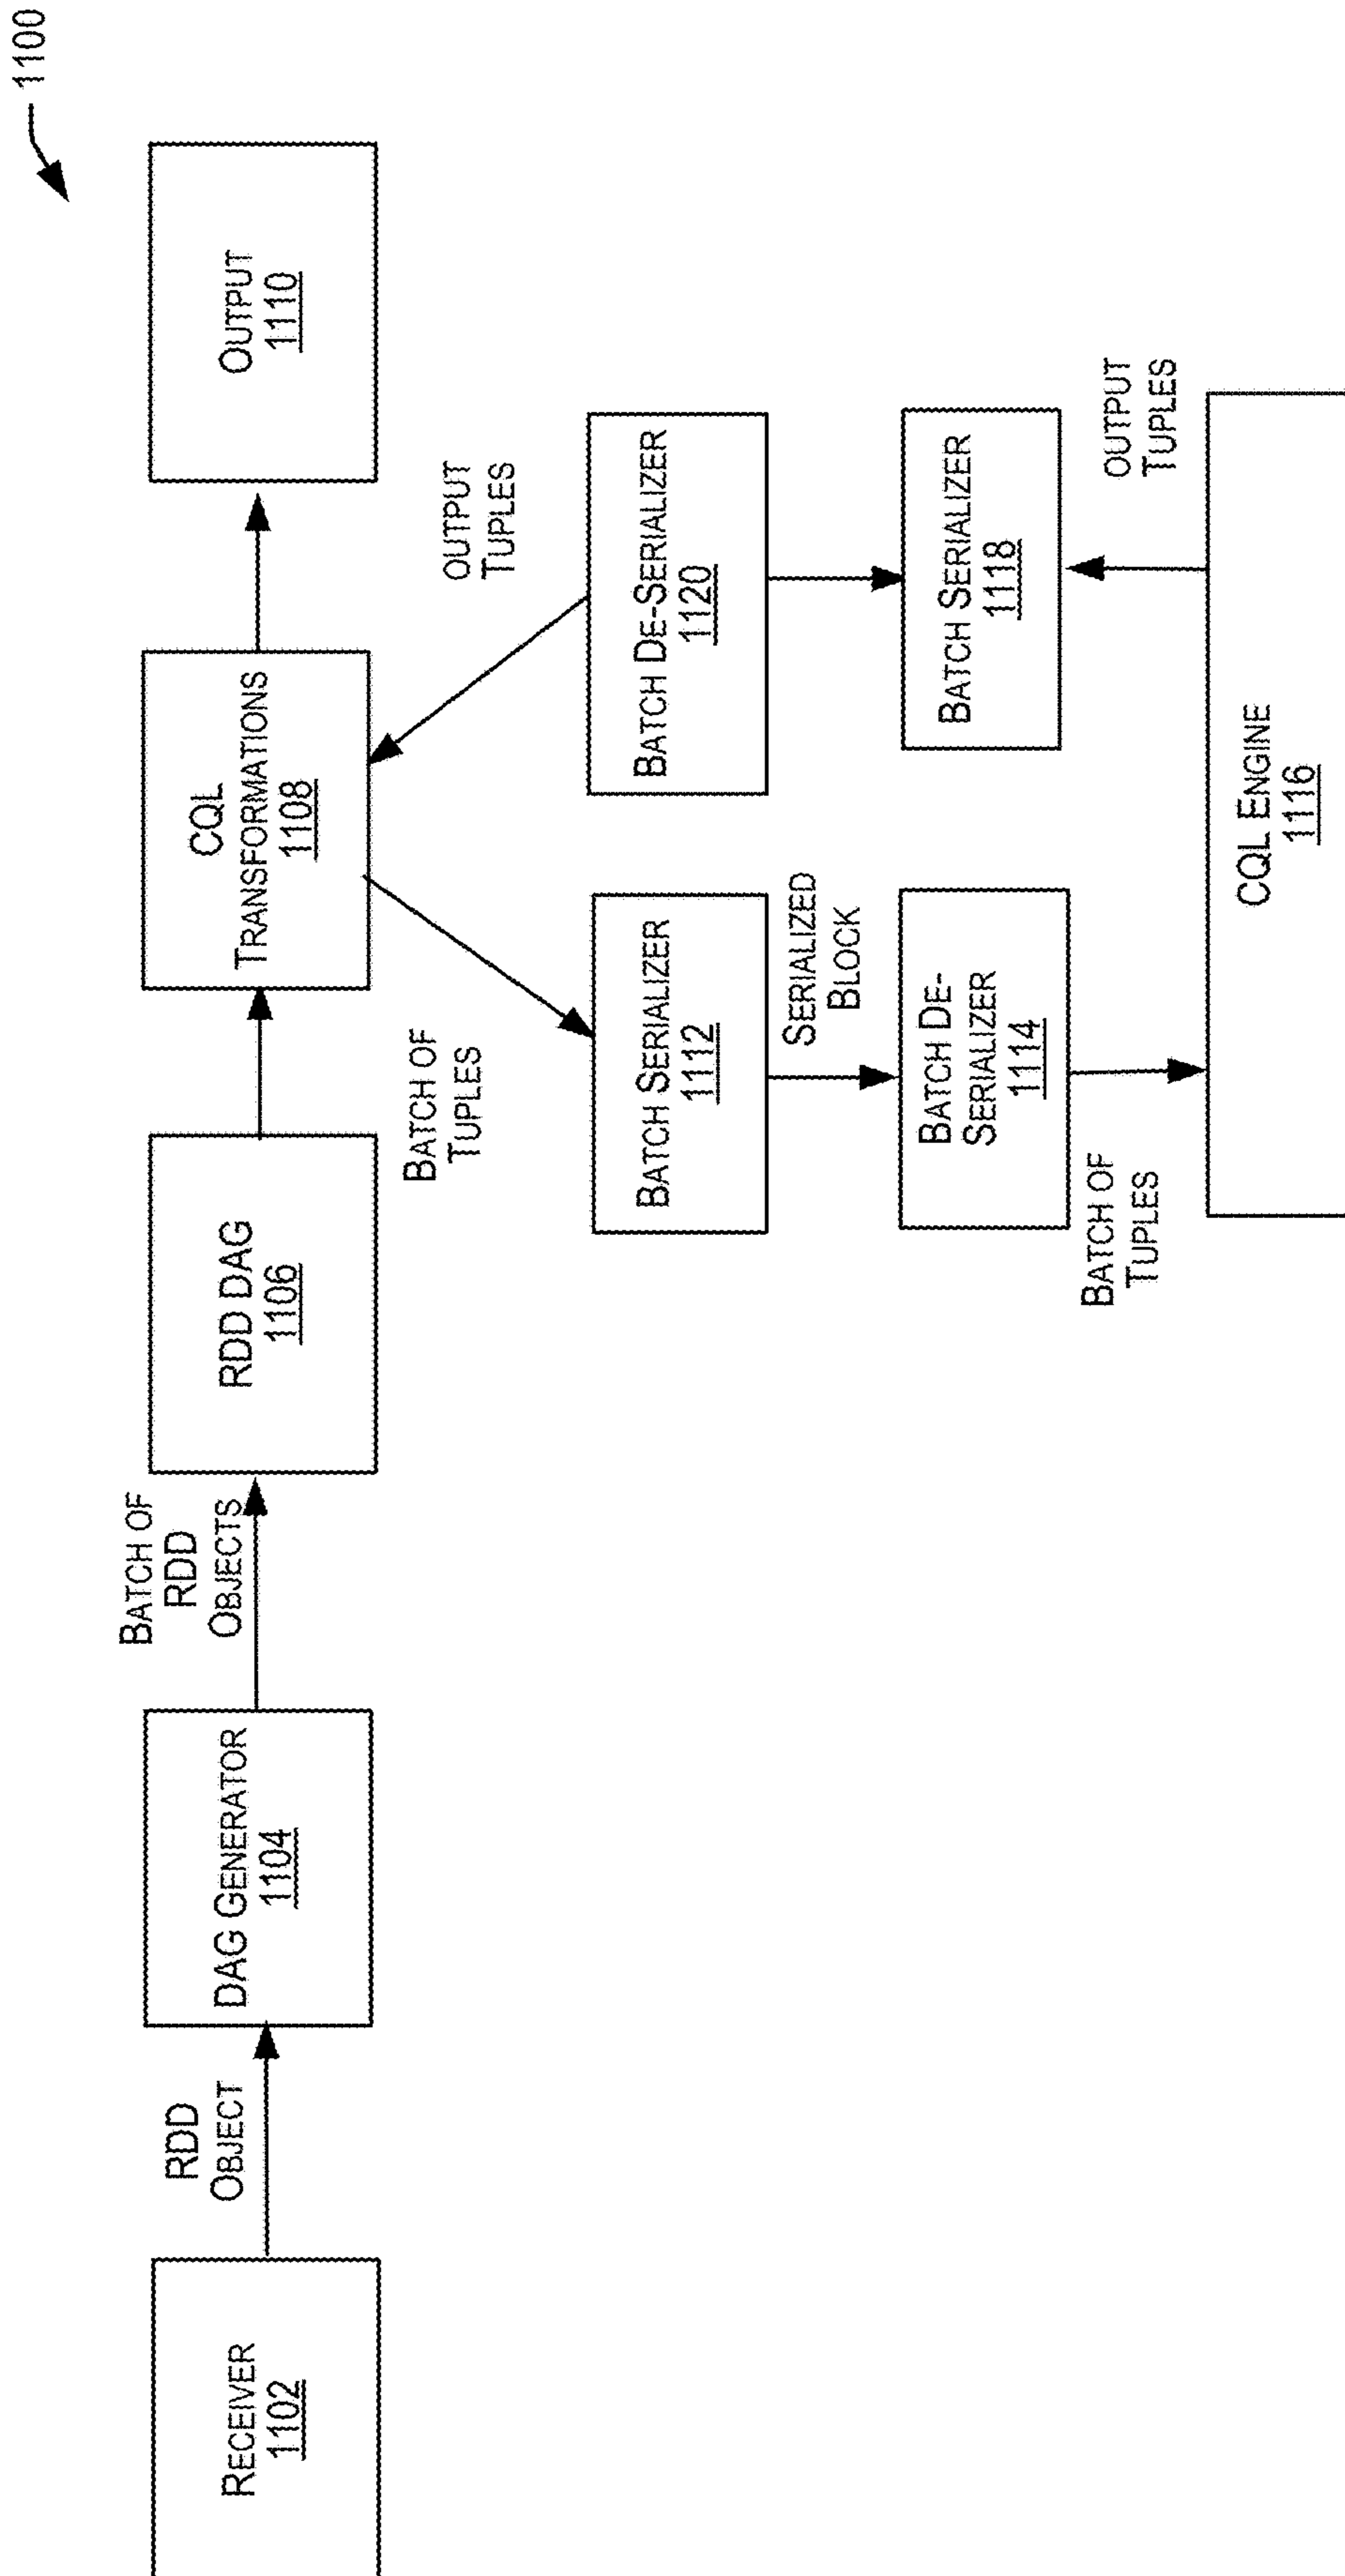 1100
RECEIVER
1102
RDD
OBJECT
DAG GENERATOR
1104
BATCH OF
RDD
OBJECTS
RDD DAG
1106
CQL
TRANSFORMATIONS
1108
OUTPUT
1110
BATCH OF
TUPLES
OUTPUT
TUPLES
BATCH SERIALIZER
1112
BATCH DE-SERIALIZER
1120
SERIALIZED
BLOCK
BATCH DE-
SERIALIZER
1114
BATCH SERIALIZER
1118
BATCH OF
TUPLES
OUTPUT
TUPLES
CQL ENGINE
1116